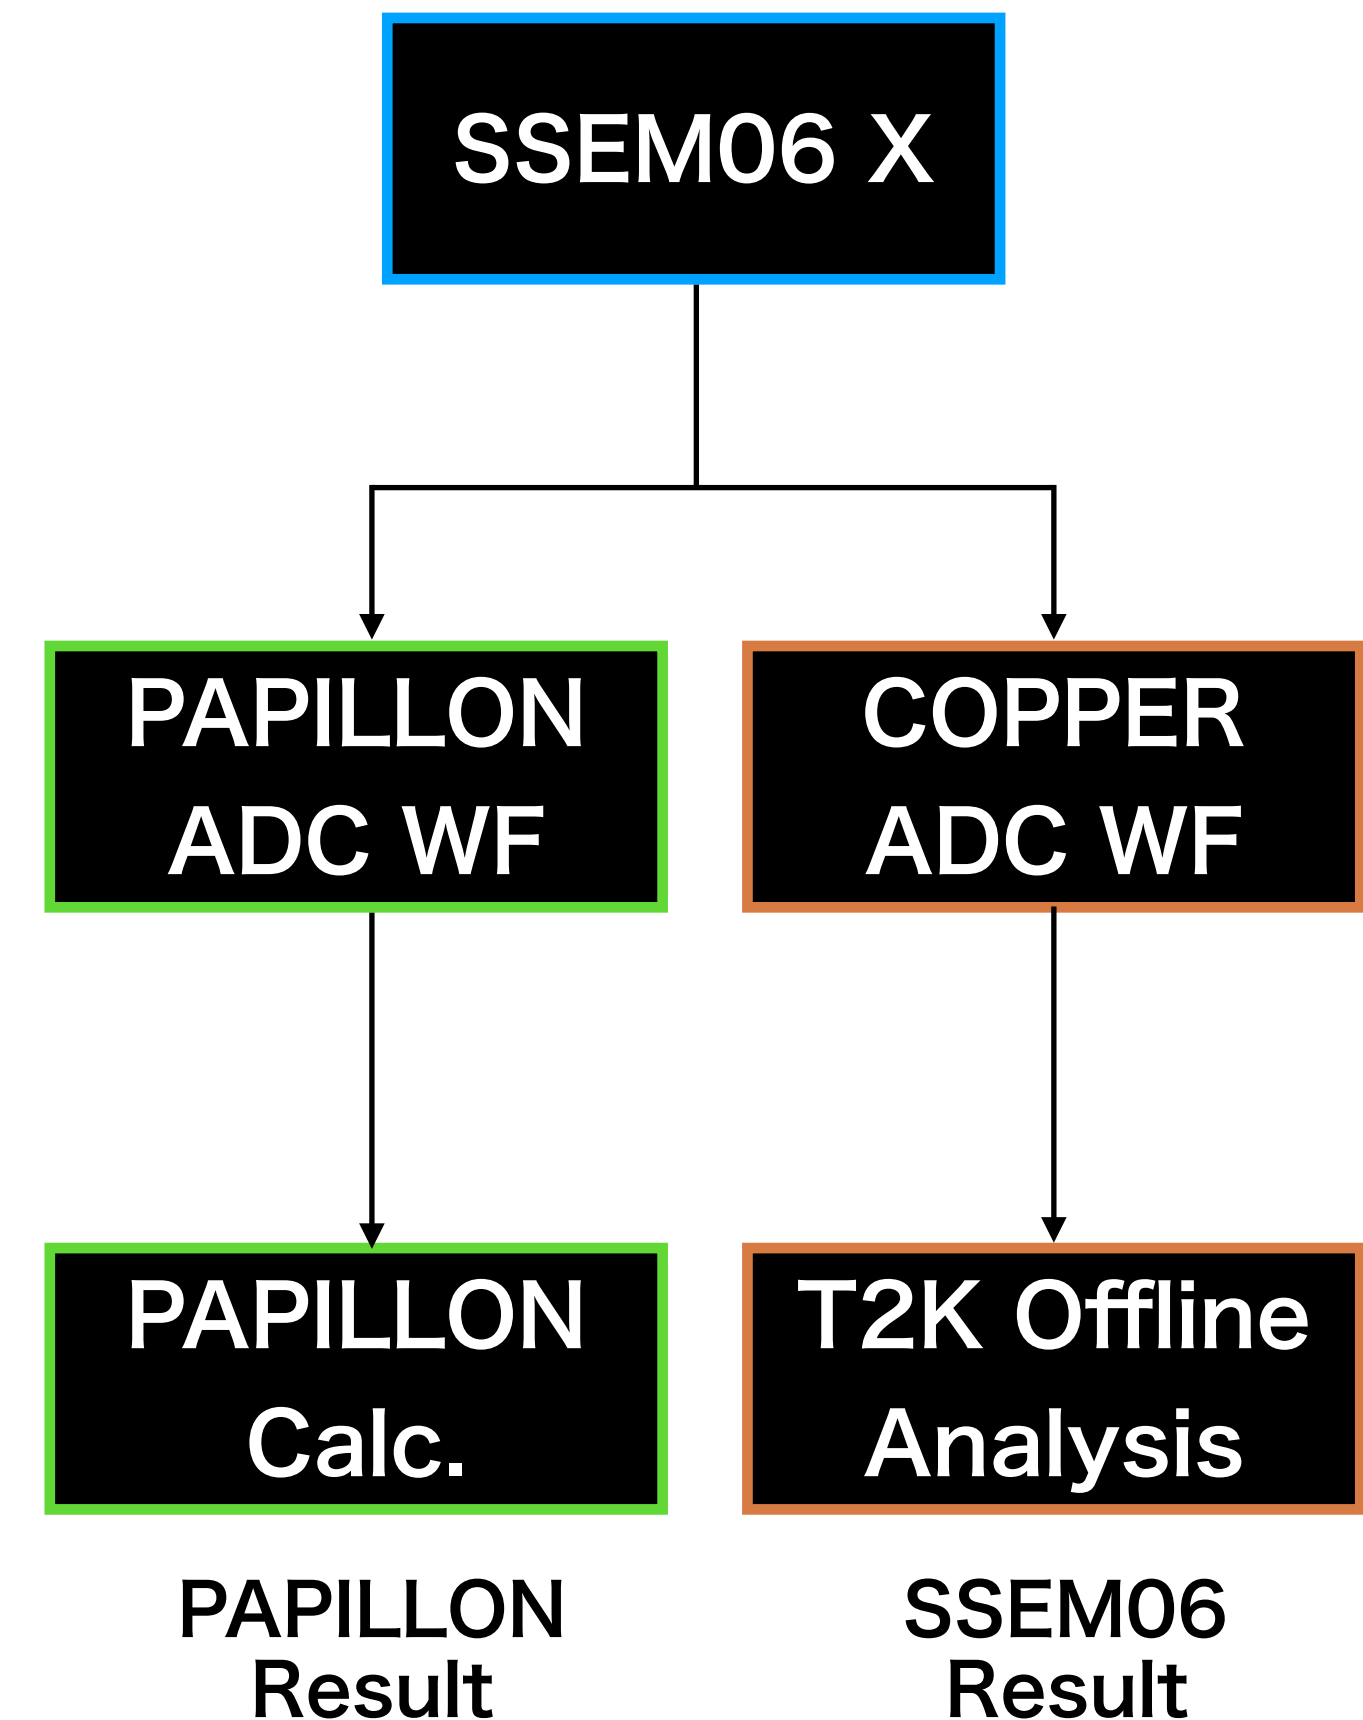 SSEM06 X
PAPILLON
ADC WF
COPPER
ADC WF
PAPILLON
Calc.
T2K Offline
Analysis
PAPILLON
Result
SSEM06
Result